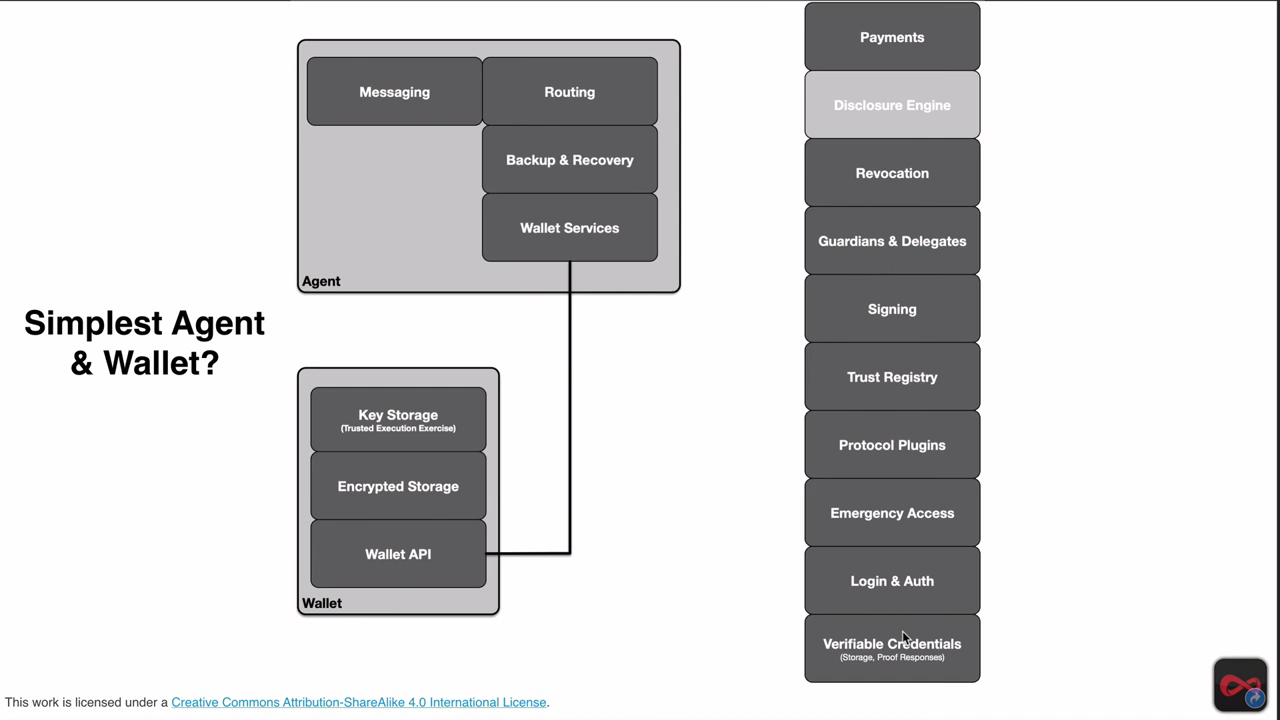 Simplest Agent
& Wallet?
Messaging
Routing
Backup & Recovery
Wallet Services
Agent
Key Storage
(Trusted Execution Exercise)
Encrypted Storage
Wallet API
Wallet
Payments
Disclosure Engine
Revocation
Guardians & Delegates
Signing
Trust Registry
Protocol Plugins
Emergency Access
Login & Auth
Verifiable Credentials
(Storage, Proof Responses)
This work is licensed under a Creative Commons Attribution-ShareAlike 4.0 International License.